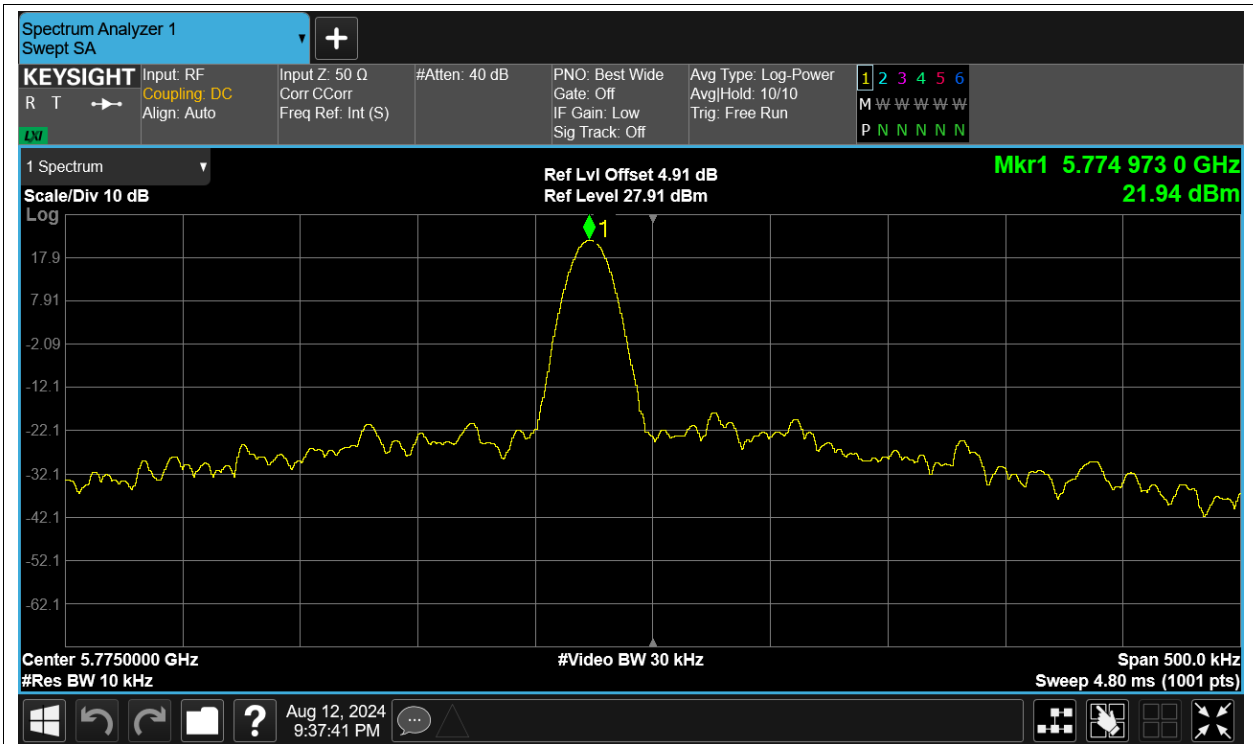 Spectrum Analyzer 1
Swept SA
KEYSIGHT
R T
LXI
Input: RF
Coupling: DC
Align: Auto
Input Z: 50 Ω
Corr CCorr
Freq Ref: Int (S)
#Atten: 40 dB
PNO: Best Wide
Gate: Off
IF Gain: Low
Sig Track: Off
Avg Type: Log-Power
Avg|Hold: 10/10
Trig: Free Run
1 2 3 4 5 6
M W W W W W W
P N N N N N
1 Spectrum
Scale/Div 10 dB
Log
Ref Lvl Offset 4.91 dB
Ref Level 27.91 dBm
Mkr1 5.774 973 0 GHz
21.94 dBm
1
17.9
7.91
-2.09
-12.1
-22.1
-32.1
-42.1
-52.1
-62.1
Center 5.7750000 GHz
#Video BW 30 kHz
Span 500.0 kHz
#Res BW 10 kHz
Sweep 4.80 ms (1001 pts)
?
Aug 12, 2024
9:37:41 PM